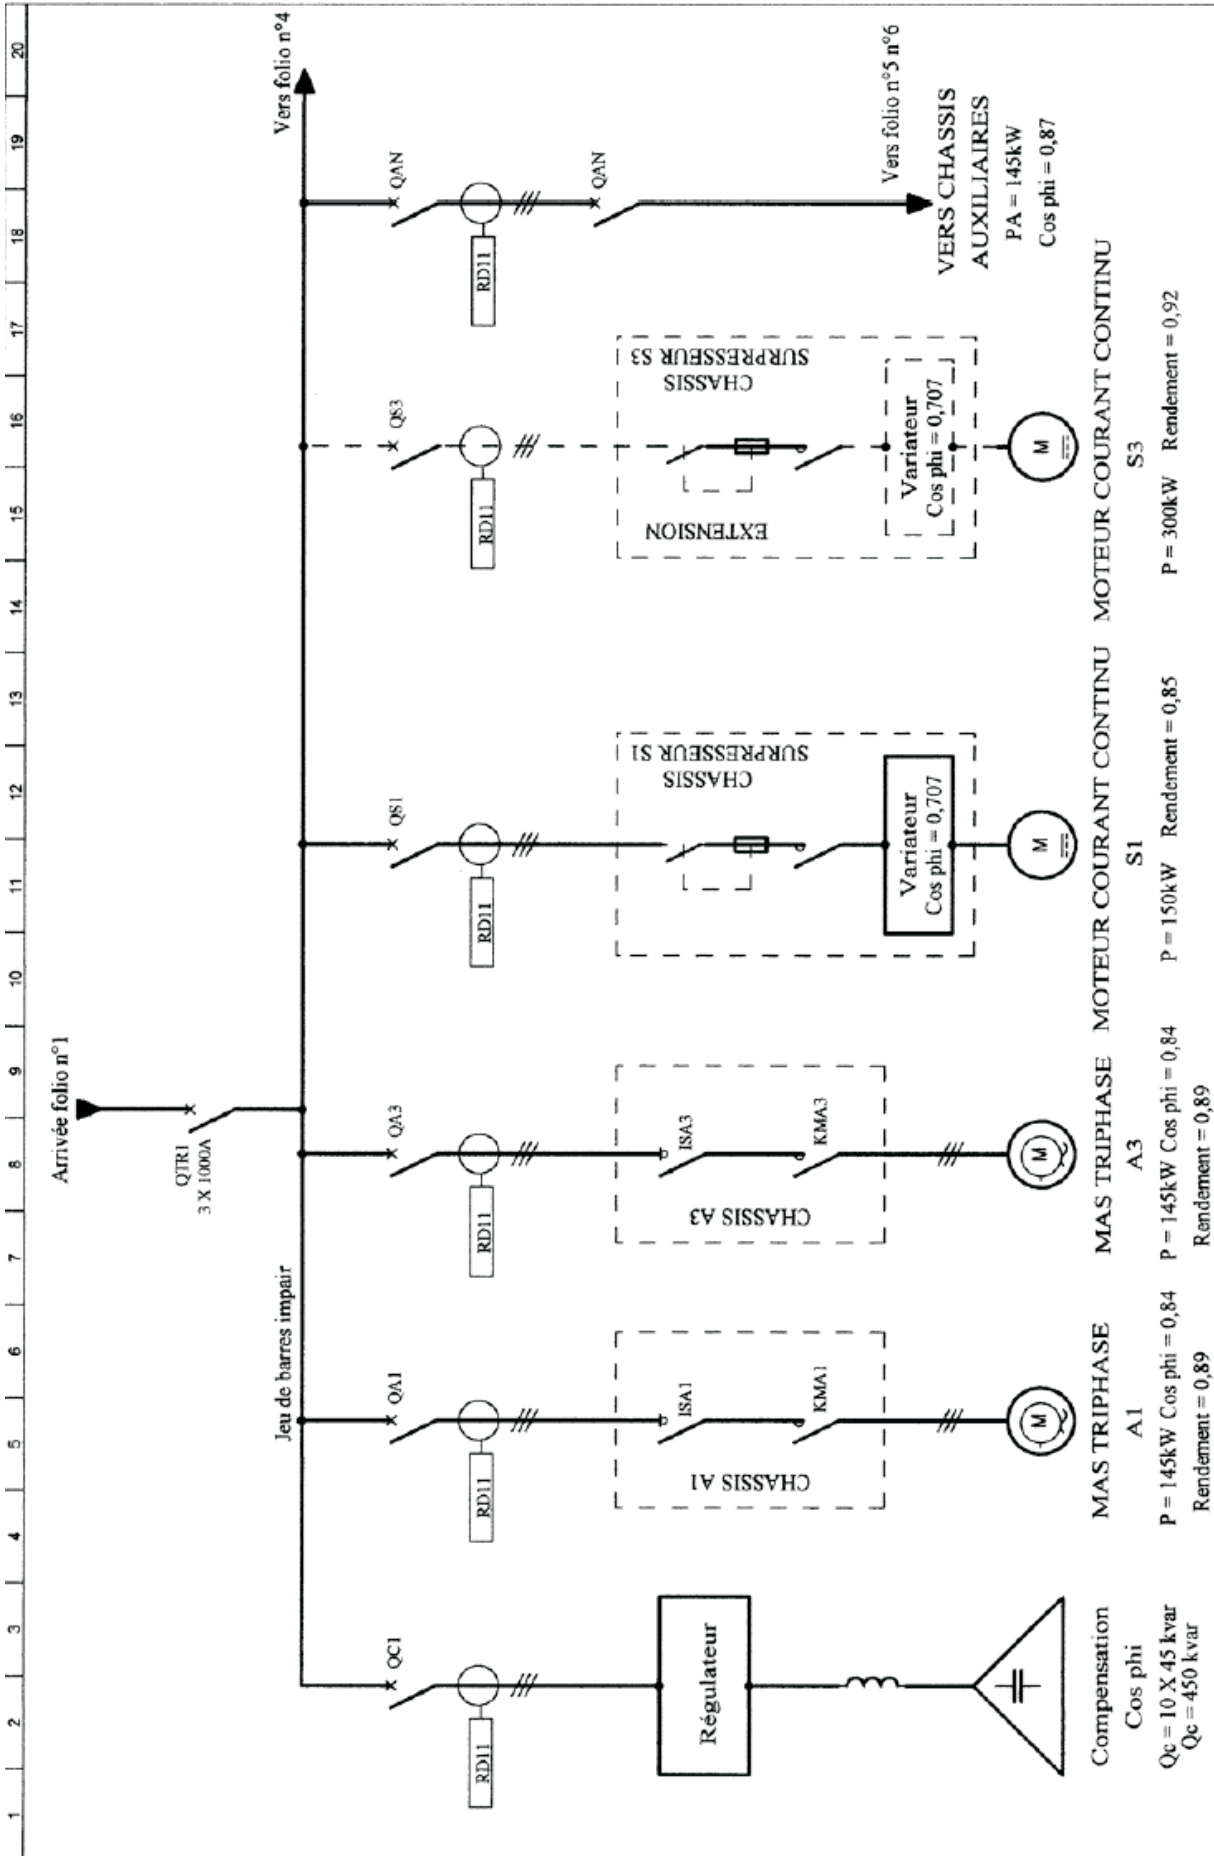 1 2 3 4 5 6 7 8 9 10 11 12 13 14 15 16 17 18 19 20
Arrivée folio n°1
QTR1
3 X 1000A
Jeu de barres impair
Vers folio n°4
QC1
QA1
QA3
QS1
QS3
QAN
RD11
RD11
RD11
RD11
RD11
RD11
QAN
Régulateur
CHASSIS A1
ISA1
KMA1
CHASSIS A3
ISA3
KMA3
CHASSIS
SURPRESSEUR S1
Variateur
Cos phi = 0,707
EXTENSION
CHASSIS
SURPRESSEUR S3
Variateur
Cos phi = 0,707
Vers folio n°5 n°6
VERS CHASSIS
AUXILIAIRES
PA = 145kW
Cos phi = 0,87
M
M
M
M
Compensation
Cos phi
Qc = 10 X 45 kvar
Qc = 450 kvar
MAS TRIPHASE
A1
P = 145kW Cos phi = 0,84
Rendement = 0,89
MAS TRIPHASE
A3
P = 145kW Cos phi = 0,84
Rendement = 0,89
MOTEUR COURANT CONTINU
S1
P = 150kW Rendement = 0,85
MOTEUR COURANT CONTINU
S3
P = 300kW Rendement = 0,92